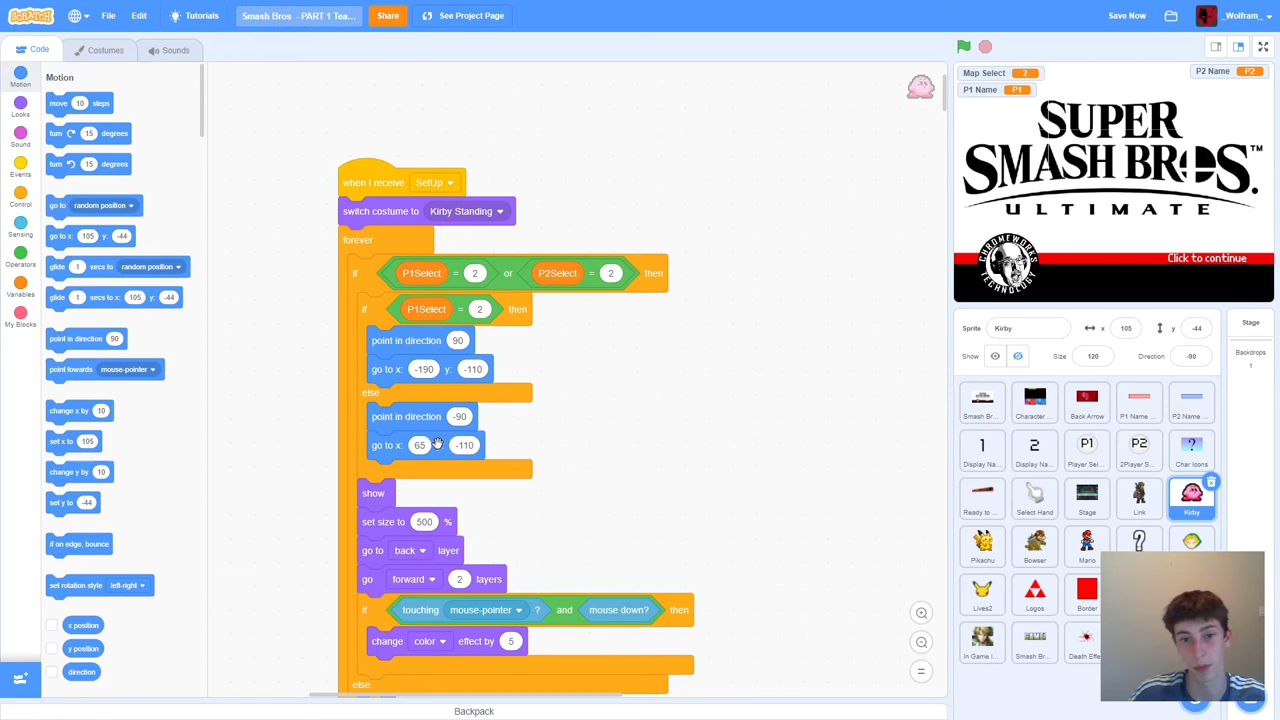 SCRATCH File Edit Tutorials Smash Bros - PART 1 Tea... Share See Project Page Save Now _Wolfram_
Code Costumes Sounds
Motion
Looks
Sound
Events
Control
Sensing
Operators
Variables
My Blocks
Motion
move 10 steps
turn 15 degrees
turn 15 degrees
go to random position
go to x: 105 y: -44
glide 1 secs to random position
glide 1 secs to x: 105 y: -44
point in direction 90
point towards mouse-pointer
change x by 10
set x to 105
change y by 10
set y to -44
if on edge, bounce
set rotation style left-right
x position
y position
direction
when I receive SetUp
switch costume to Kirby Standing
forever
if P1Select = 2 or P2Select = 2 then
if P1Select = 2 then
point in direction 90
go to x: -190 y: -110
else
point in direction -90
go to x: 65 -110
show
set size to 500 %
go to back layer
go forward 2 layers
if touching mouse-pointer ? and mouse down? then
change color effect by 5
else
Backpack
Map Select 2
P1 Name P1
P2 Name P2
SUPER
SMASH BROS.™
ULTIMATE
CHROMEWORKS
TECHNOLOGY
Click to continue
Sprite Kirby x 105 y -44
Show Size 120 Direction -90
Smash Br... Character ... Back Arrow P1 Name ... P2 Name ...
1 2 P1 P2 ?
Display Na... Display Na... Player Sel... 2Player S... Char Icons
Ready to ... Select Hand Stage Link Kirby
Pikachu Bowser Mario
Lives2 Logos Border
In Game I... Smash Br... Death Effe...
Stage
Backdrops
1